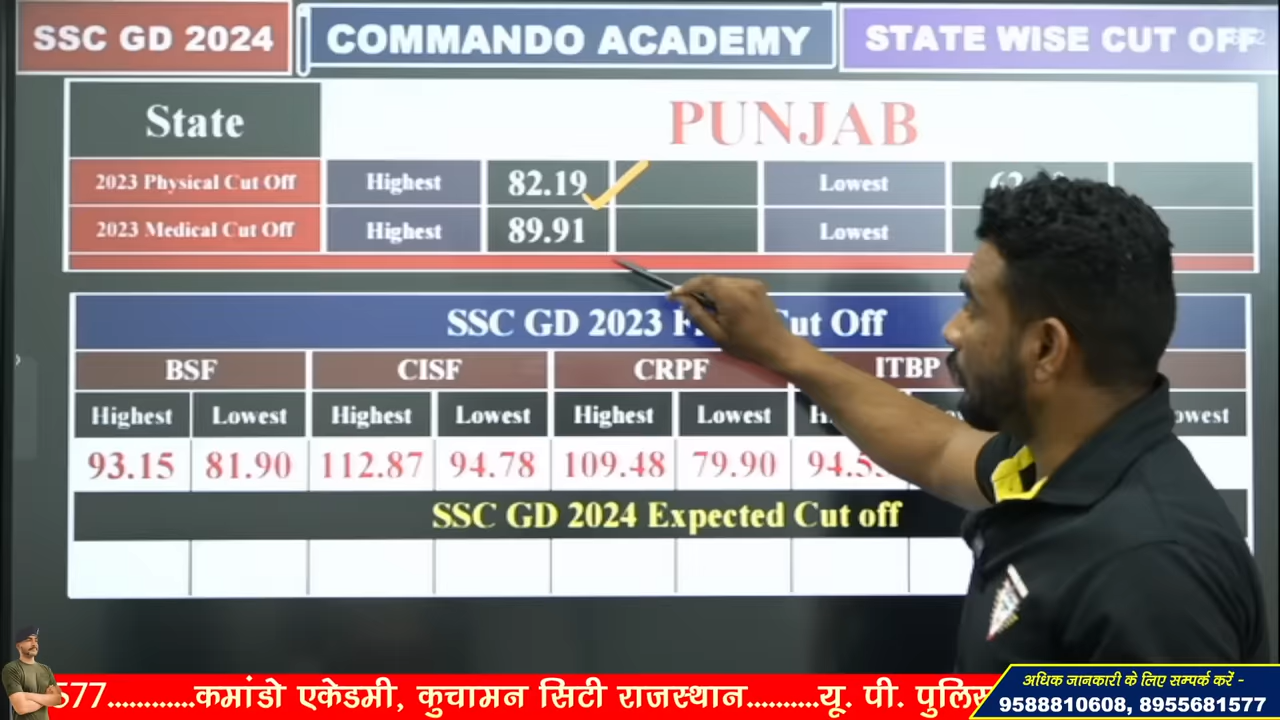 SSC GD 2024 COMMANDO ACADEMY STATE WISE CUT OFF
State PUNJAB
2023 Physical Cut Off Highest 82.19 Lowest
2023 Medical Cut Off Highest 89.91 Lowest
SSC GD 2023 Cut Off
BSF CISF CRPF ITBP
Highest Lowest Highest Lowest Highest Lowest
93.15 81.90 112.87 94.78 109.48 79.90
SSC GD 2024 Expected Cut off
577............कमांडो एकेडमी, कुचामन सिटी राजस्थान..........यू. पी. पुलिस
अधिक जानकारी के लिए सम्पर्क करें -
9588810608, 8955681577